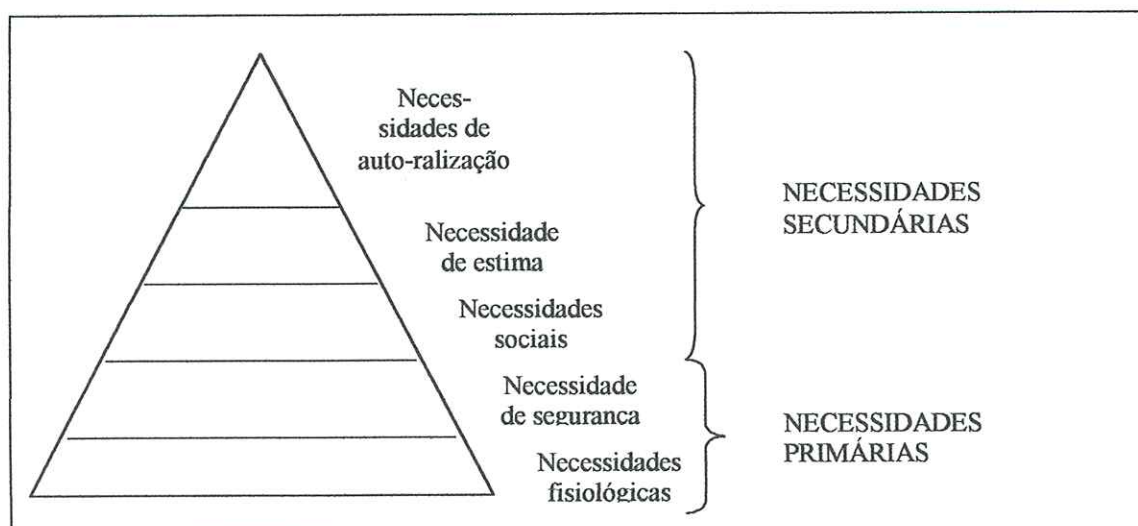 Neces-
sidades de
auto-ralização
Necessidade
de estima
Necessidades
sociais
NECESSIDADES
SECUNDÁRIAS
Necessidade
de seguranca
Necessidades
fisiológicas
NECESSIDADES
PRIMÁRIAS